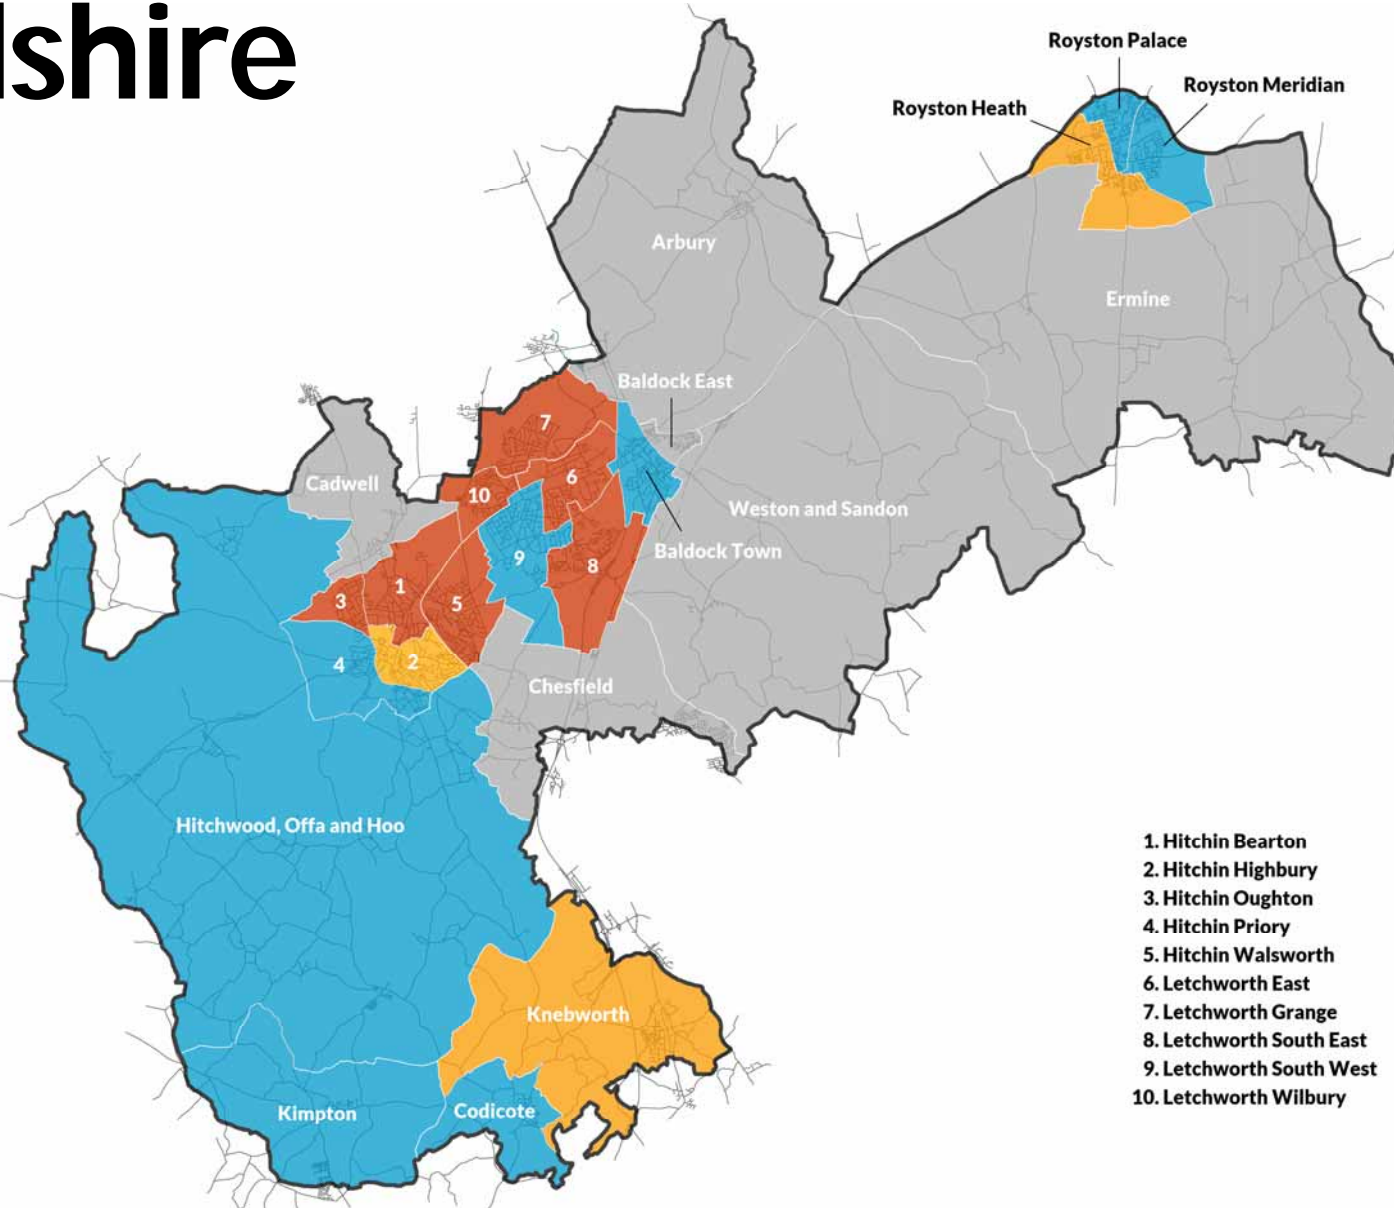 lshire
Royston Palace
Royston Meridian
Royston Heath
Arbury
Ermine
Baldock East
7
Cadwell
6
10
Weston and Sandon
Baldock Town
9
8
1
3
5
4
2
Chesfield
Hitchwood, Offa and Hoo
Knebworth
Kimpton
Codicote
1. Hitchin Bearton
2. Hitchin Highbury
3. Hitchin Oughton
4. Hitchin Priory
5. Hitchin Walsworth
6. Letchworth East
7. Letchworth Grange
8. Letchworth South East
9. Letchworth South West
10. Letchworth Wilbury